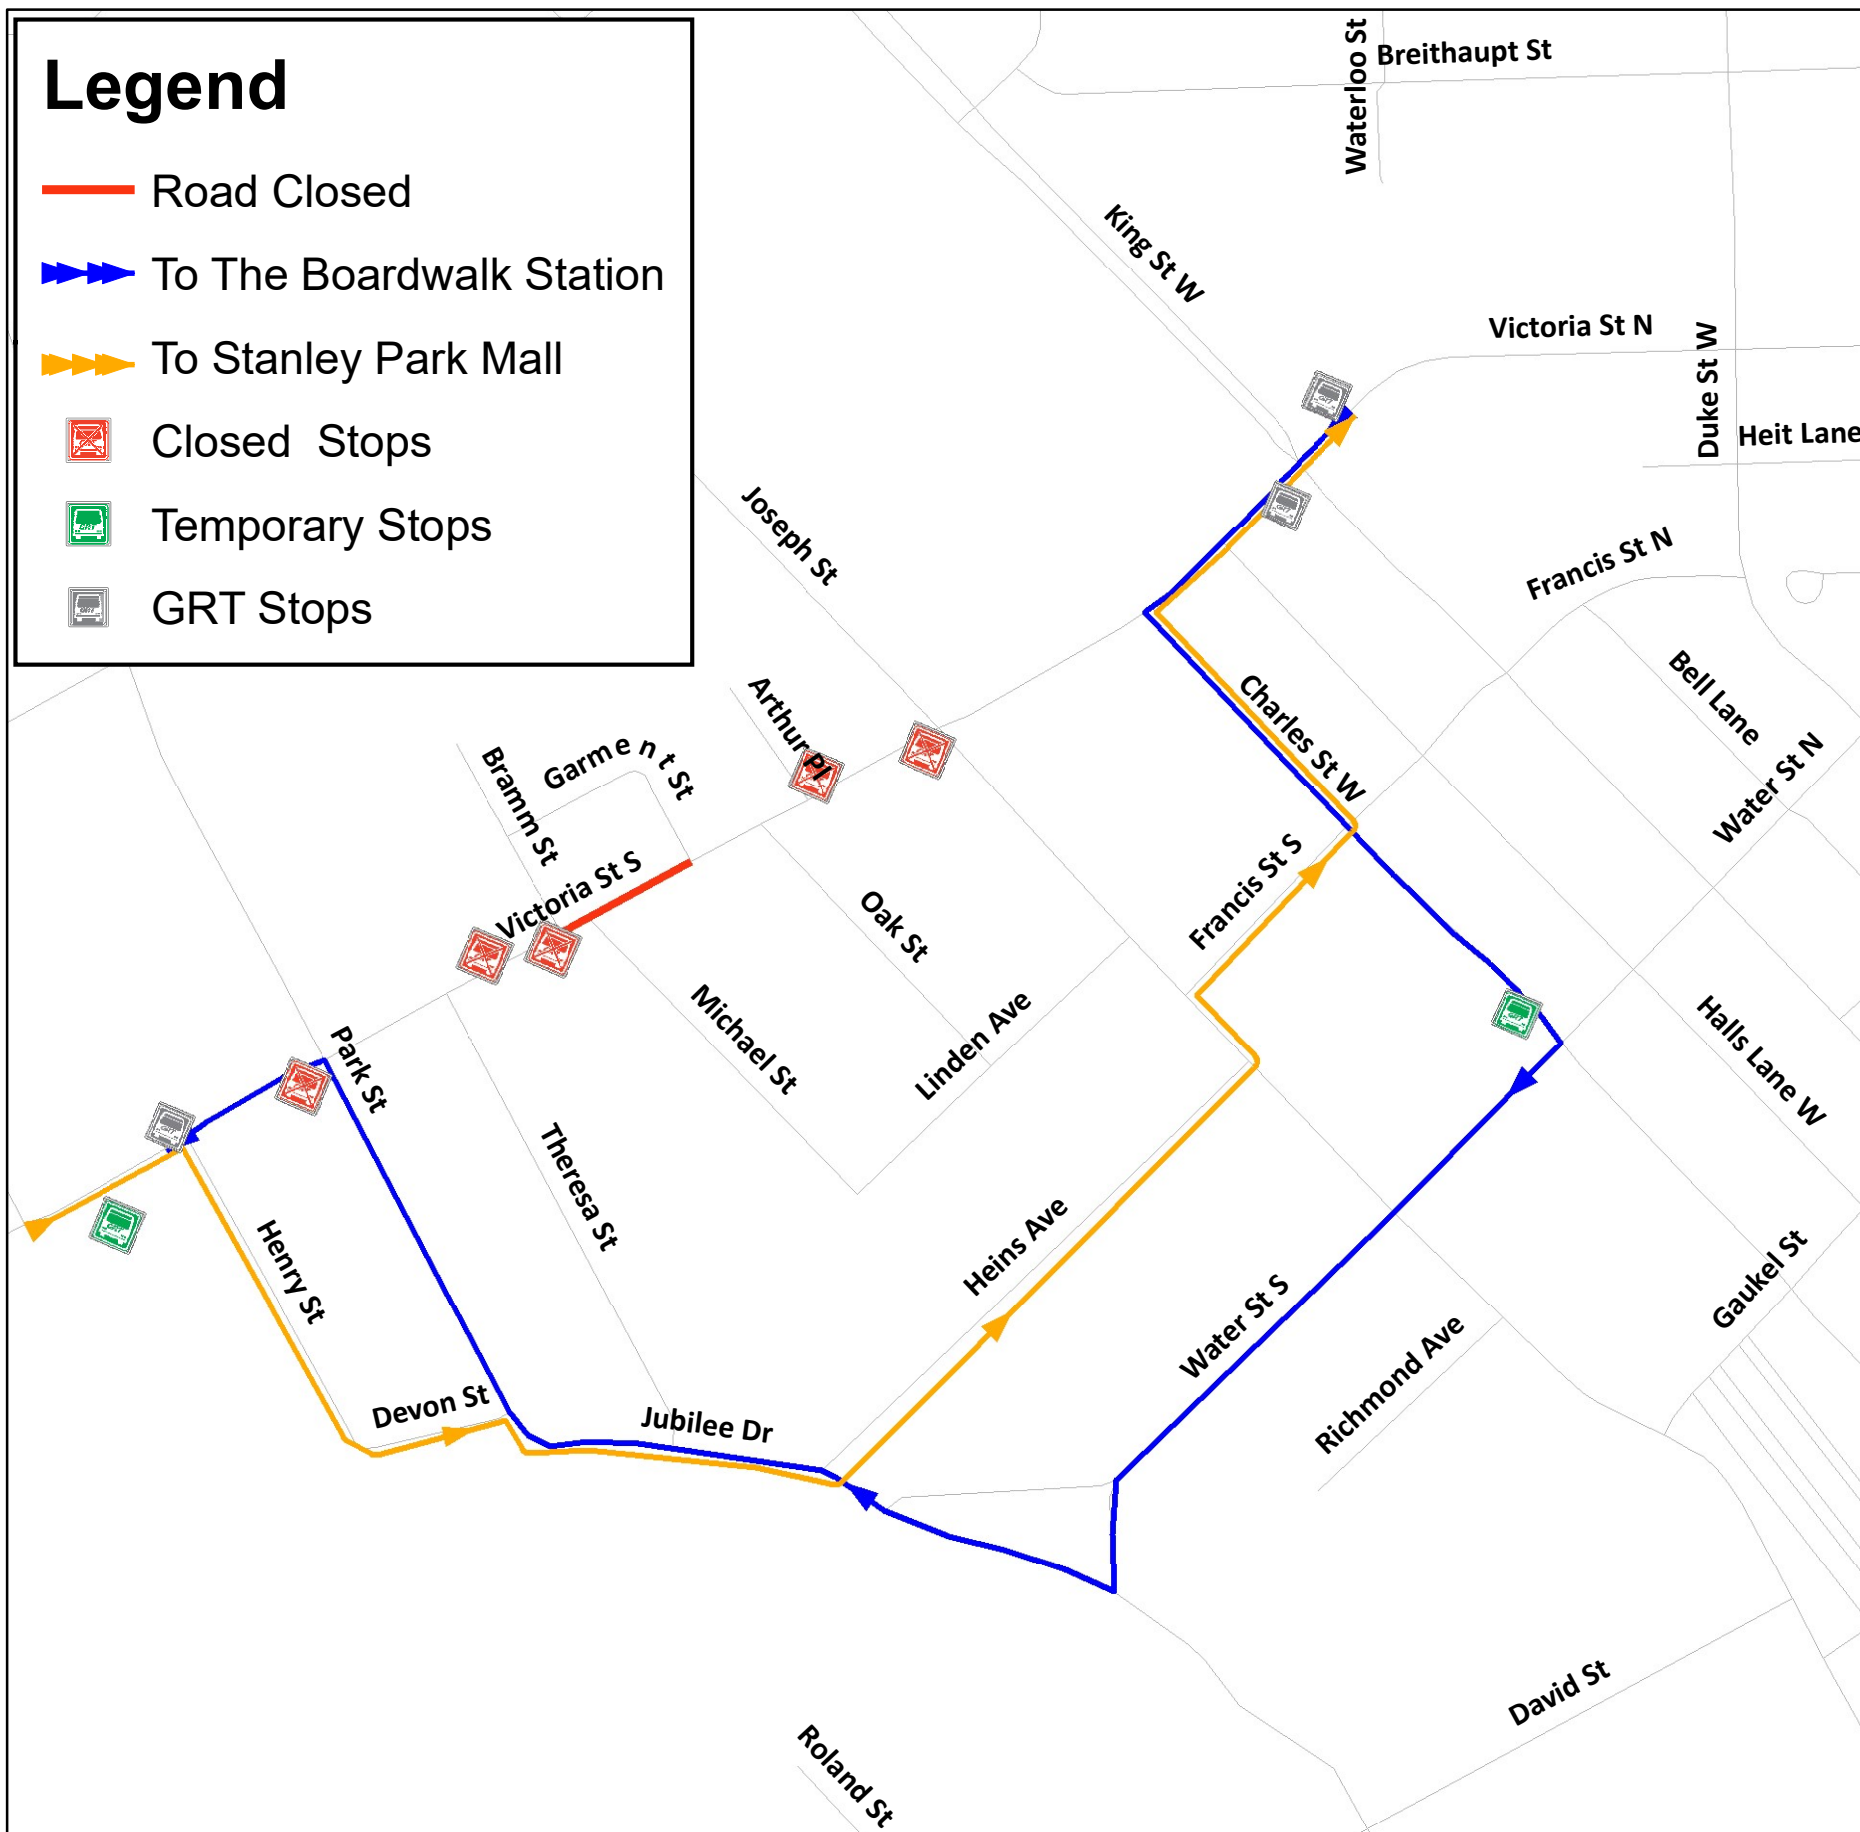 Legend
Road Closed
To The Boardwalk Station
To Stanley Park Mall
Closed  Stops
Temporary Stops
GRT Stops
Waterloo St
Breithaupt St
King St W
Victoria St N
Duke St W
Heit Lane
Joseph St
Francis St N
Bell Lane
Water St N
Charles St W
Arthur Pl
Garment St
Bramm St
Victoria St S
Oak St
Francis St S
Michael St
Linden Ave
Halls Lane W
Park St
Theresa St
Henry St
Heins Ave
Water St S
Gaukel St
Richmond Ave
Devon St
Jubilee Dr
David St
Roland St